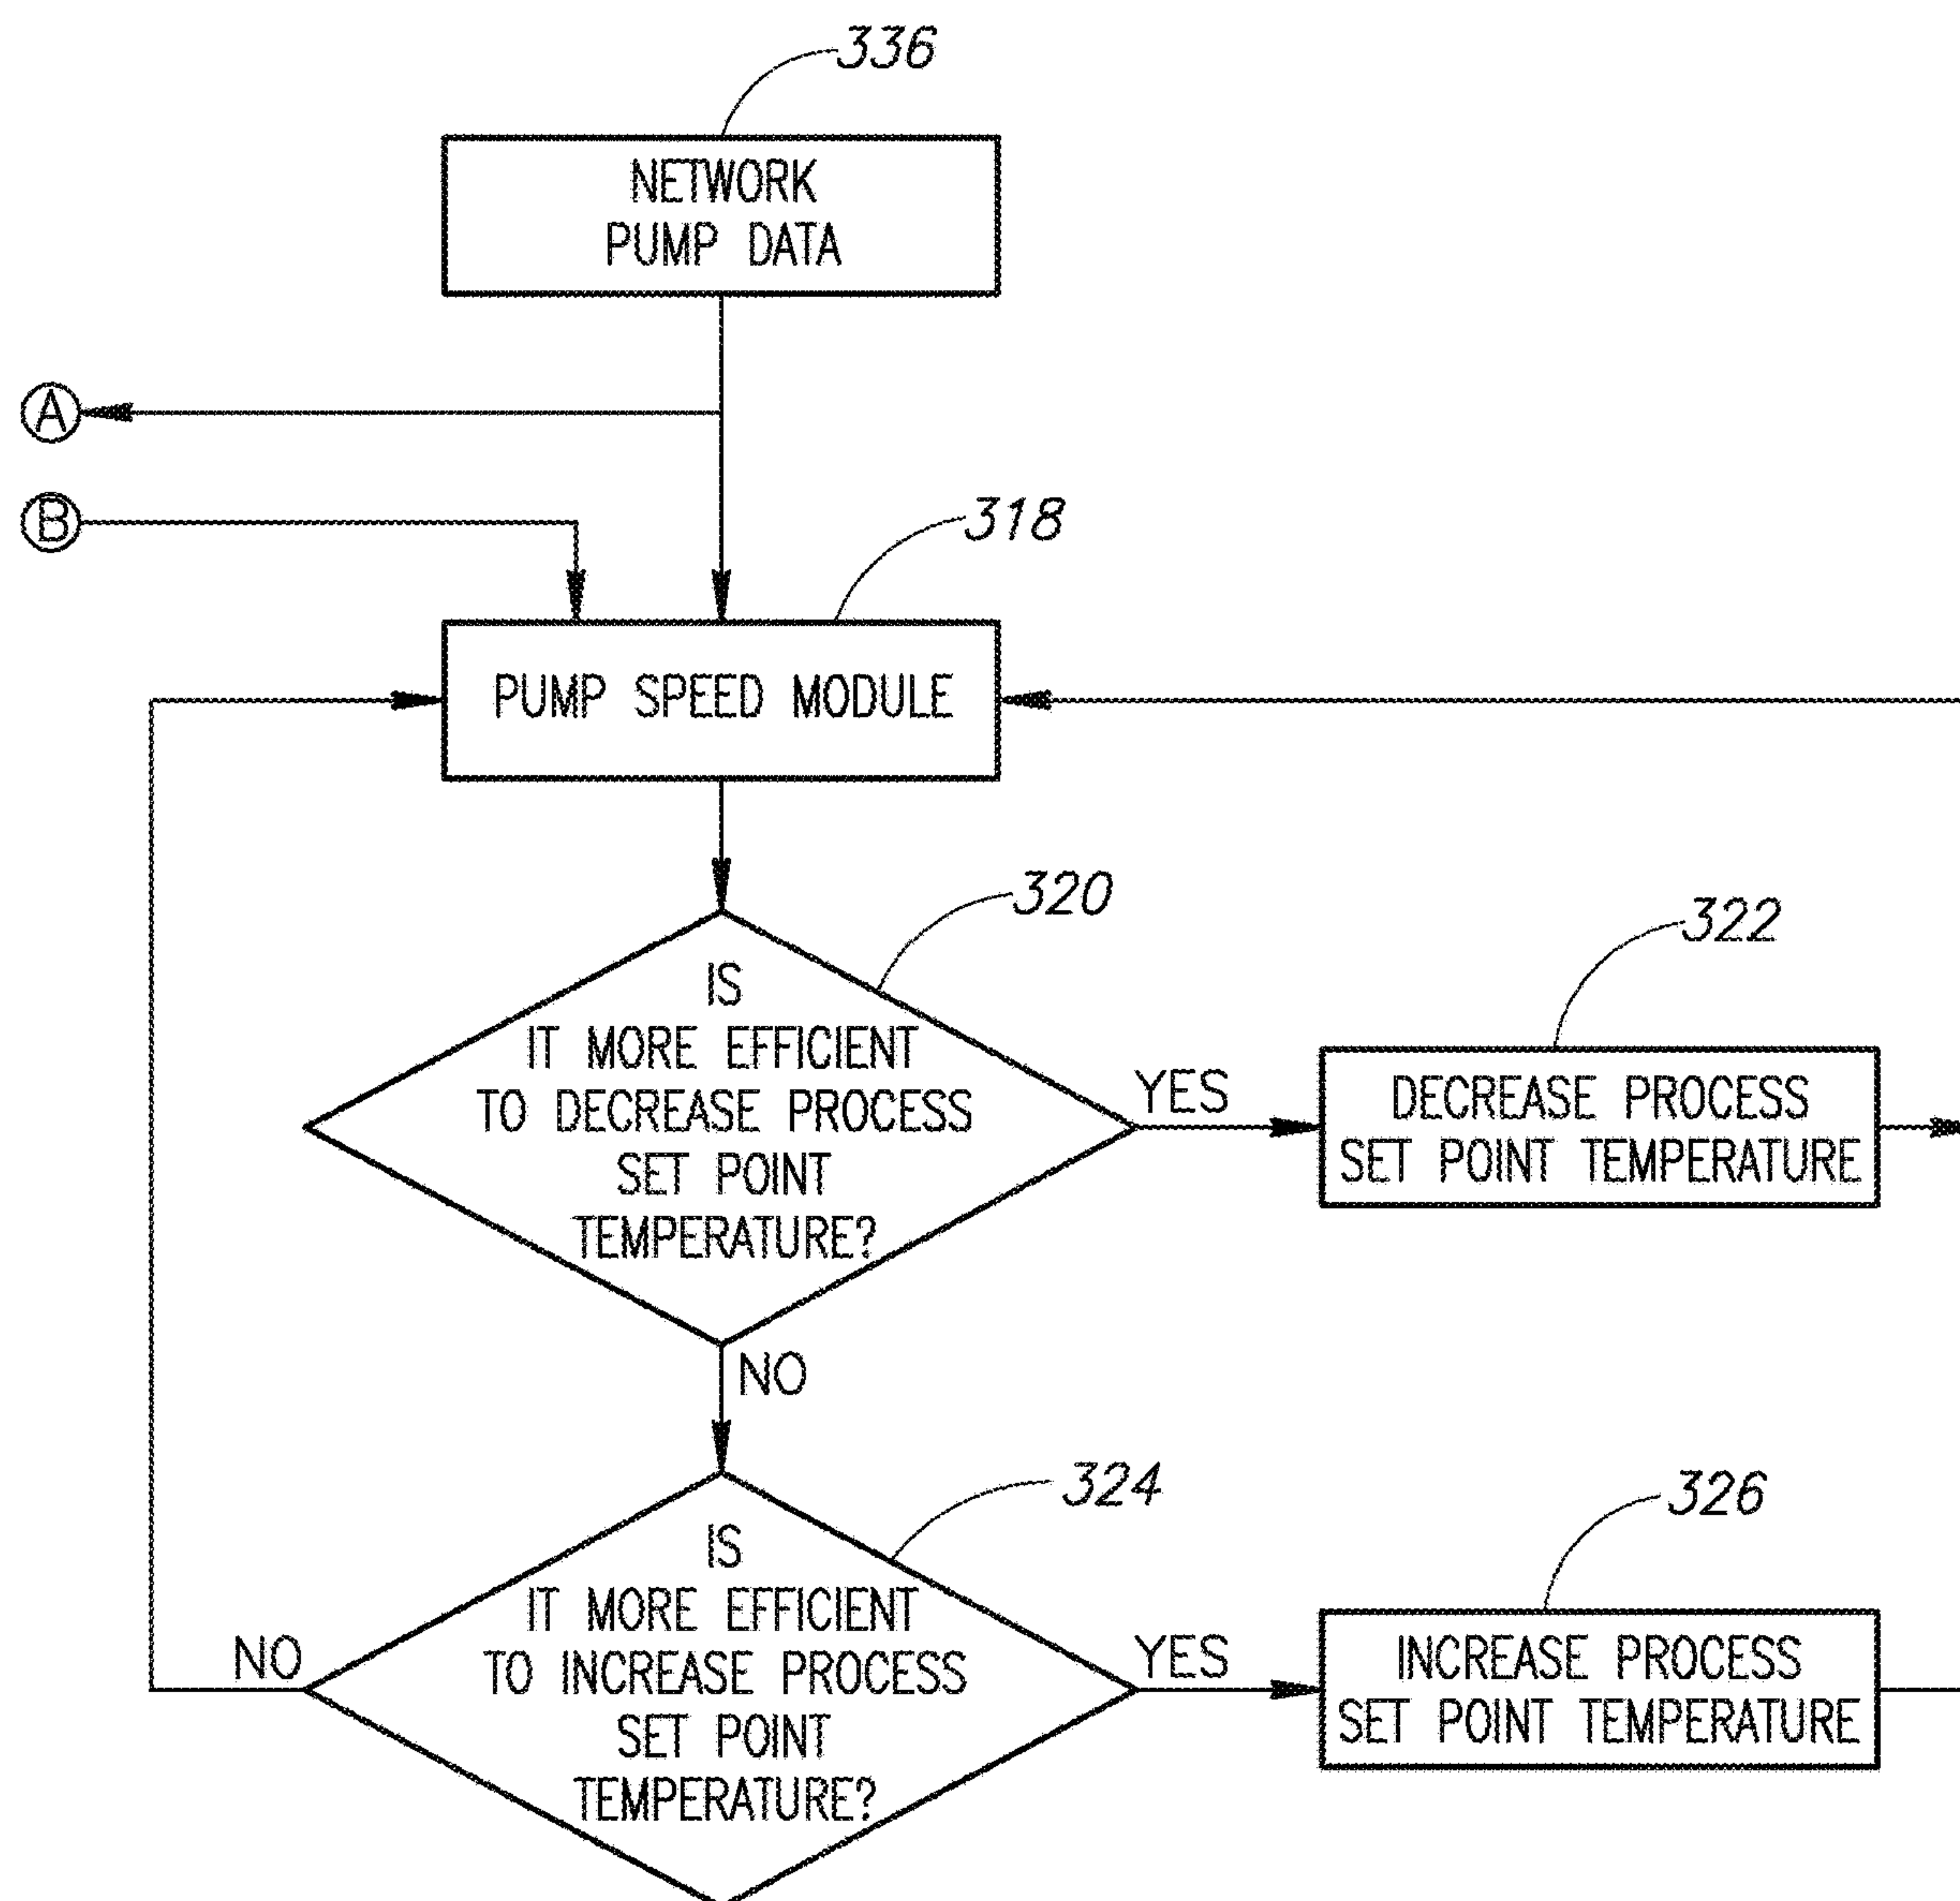 336
NETWORK
PUMP DATA
A
B
318
PUMP SPEED MODULE
320
IS
IT MORE EFFICIENT
TO DECREASE PROCESS
SET POINT
TEMPERATURE?
YES
322
DECREASE PROCESS
SET POINT TEMPERATURE
NO
324
IS
IT MORE EFFICIENT
TO INCREASE PROCESS
SET POINT
TEMPERATURE?
NO
YES
326
INCREASE PROCESS
SET POINT TEMPERATURE